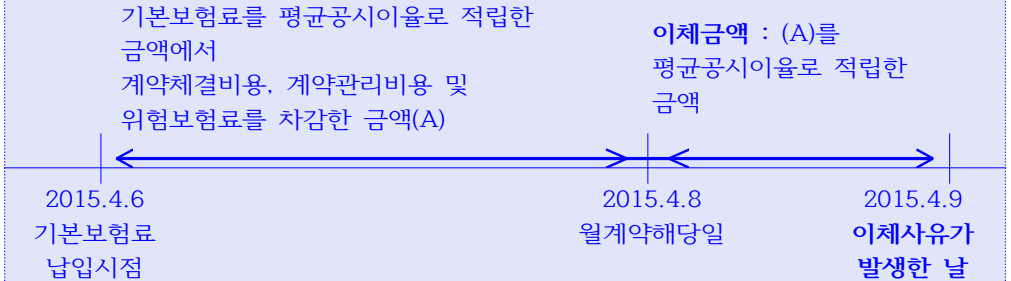 기본보험료를 평균공시이율로 적립한
금액에서
계약체결비용, 계약관리비용 및
위험보험료를 차감한 금액(A)
이체금액 : (A)를
평균공시이율로 적립한
금액
2015.4.6
기본보험료
납입시점
2015.4.8
월계약해당일
2015.4.9
이체사유가
발생한 날